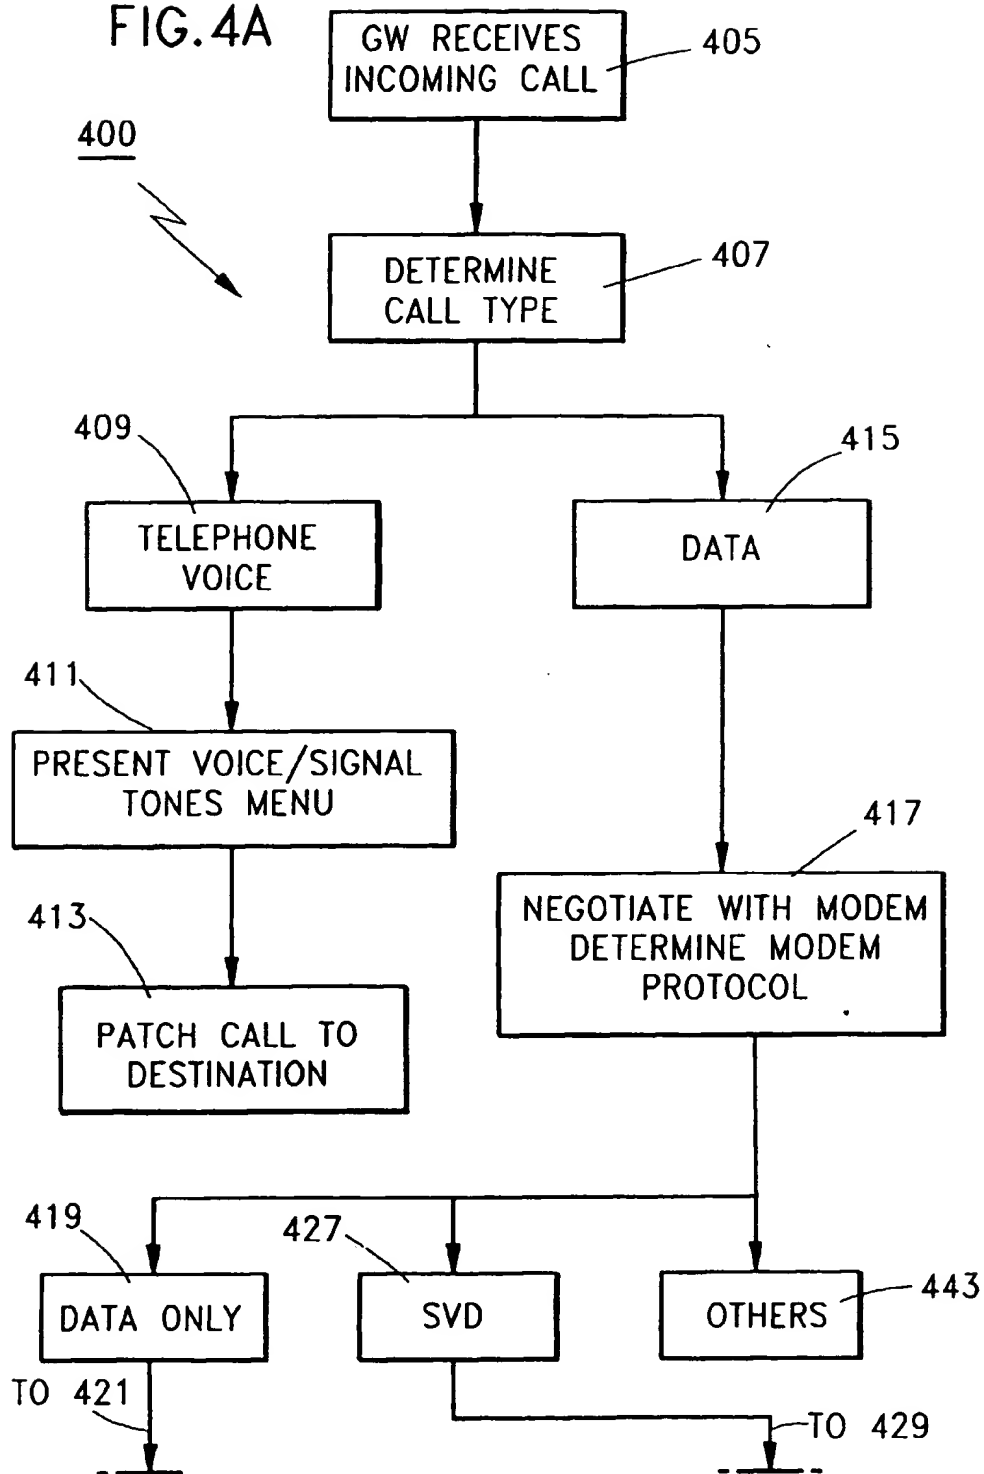 FIG.4A
GW RECEIVES
INCOMING CALL
405
400
DETERMINE
CALL TYPE
407
409
415
TELEPHONE
VOICE
DATA
411
PRESENT VOICE/SIGNAL
TONES MENU
417
NEGOTIATE WITH MODEM
DETERMINE MODEM
PROTOCOL
413
PATCH CALL TO
DESTINATION
419
427
443
DATA ONLY
SVD
OTHERS
TO 421
TO 429